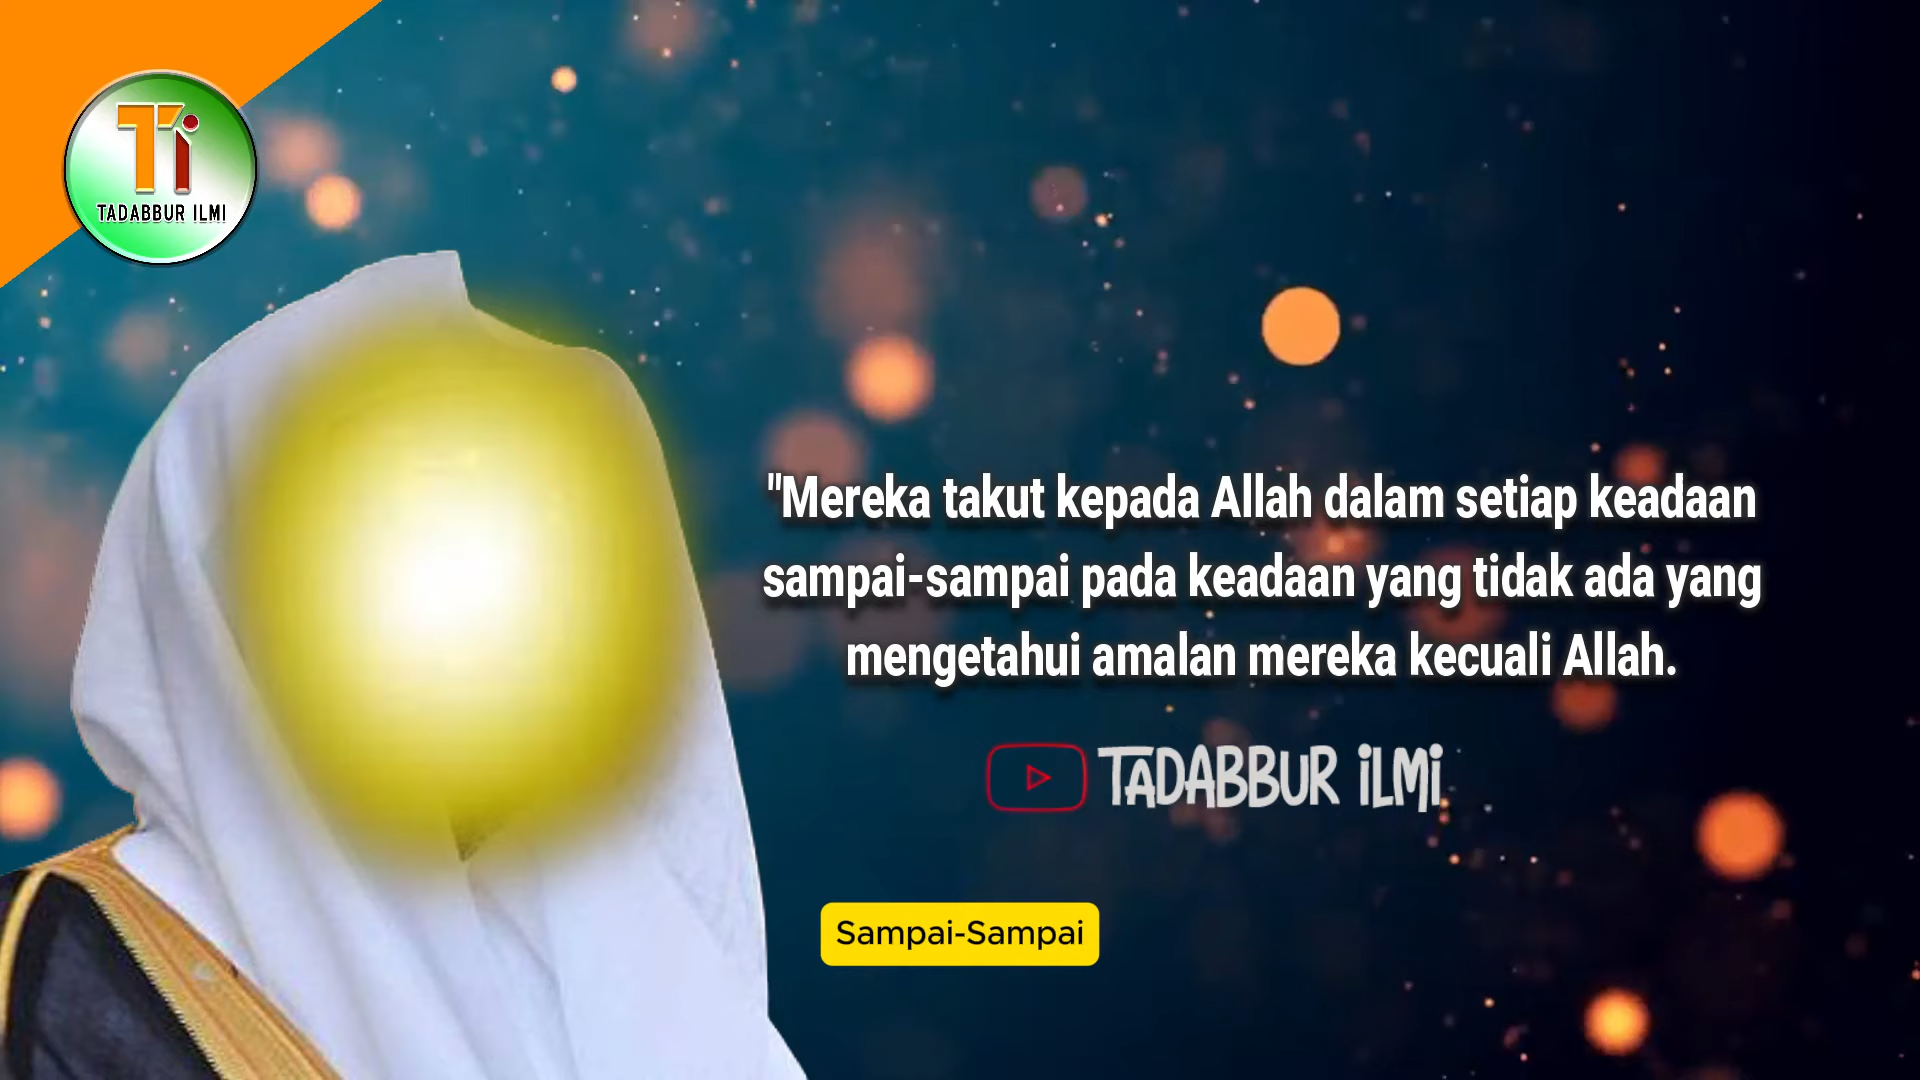 Ti
TADABBUR ILMI
"Mereka takut kepada Allah dalam setiap keadaan
sampai-sampai pada keadaan yang tidak ada yang
mengetahui amalan mereka kecuali Allah.
TADABBUR iLMi
Sampai-Sampai